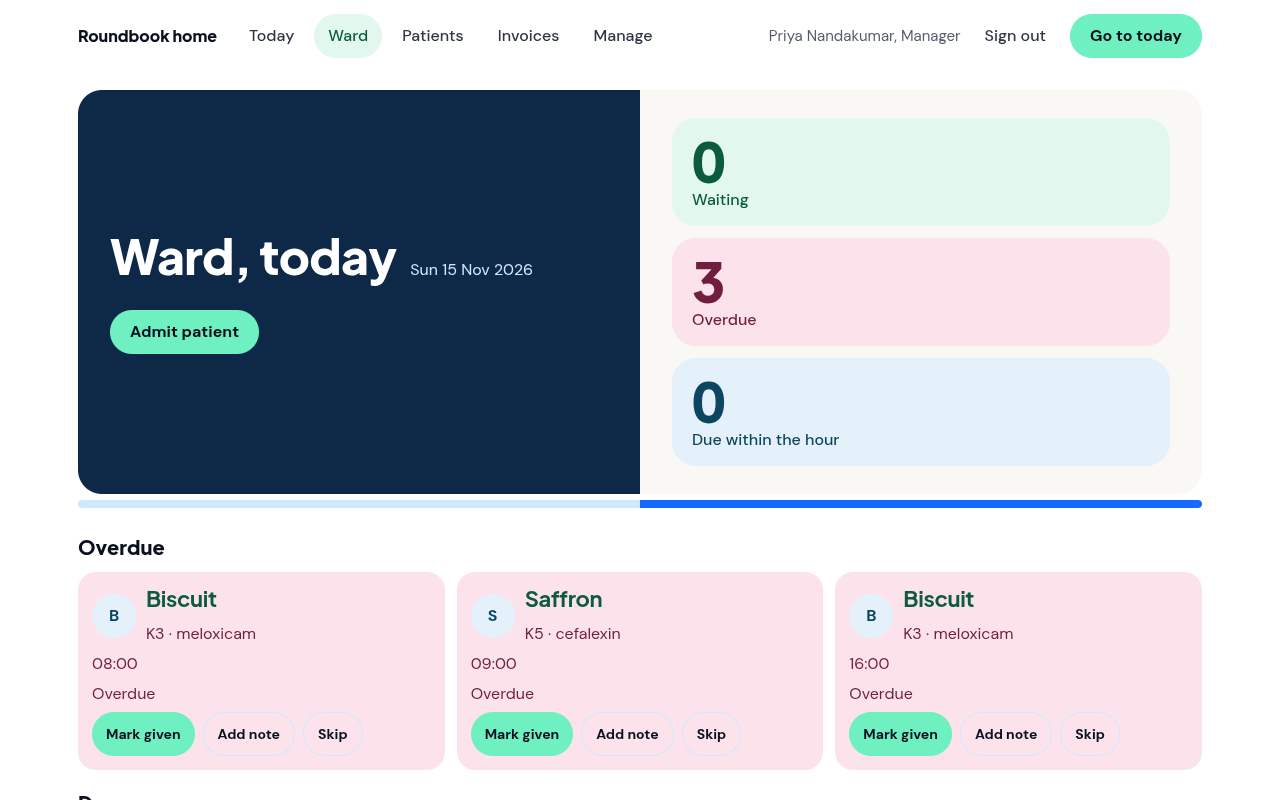 Roundbook home
Today
Ward
Patients
Invoices
Manage
Priya Nandakumar, Manager
Sign out
Go to today
Ward, today
Sun 15 Nov 2026
Admit patient
0
Waiting
3
Overdue
0
Due within the hour
Overdue
B
Biscuit
K3 · meloxicam
08:00
Overdue
Mark given
Add note
Skip
S
Saffron
K5 · cefalexin
09:00
Overdue
Mark given
Add note
Skip
B
Biscuit
K3 · meloxicam
16:00
Overdue
Mark given
Add note
Skip